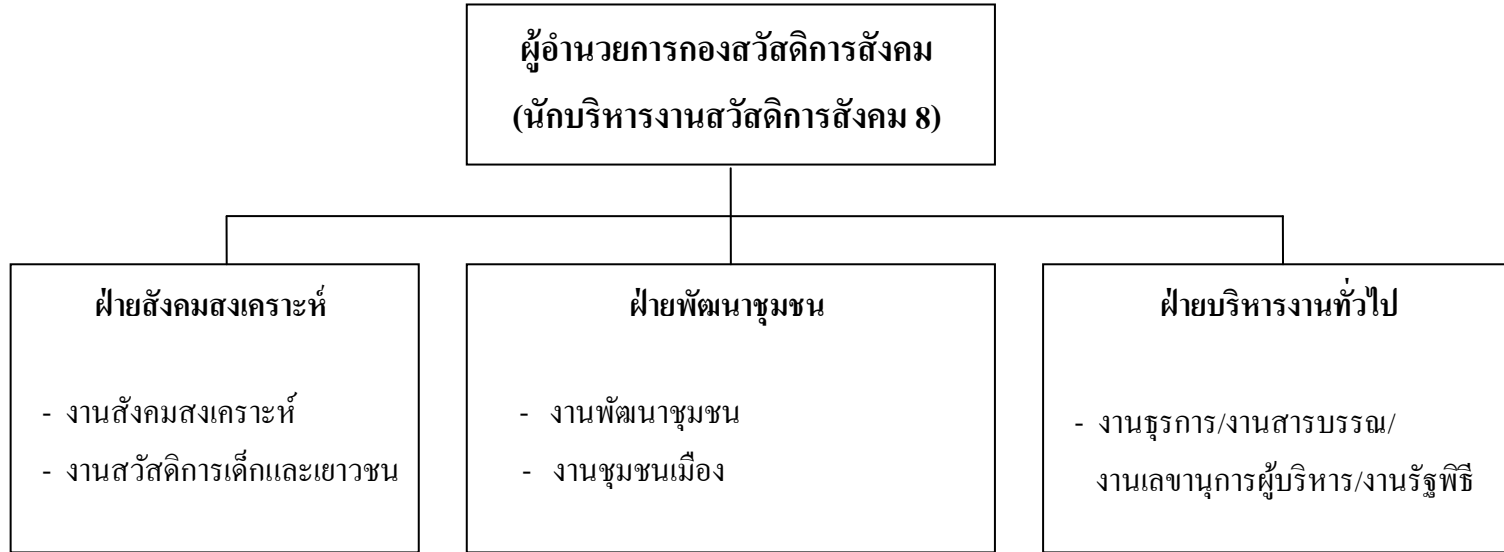 ผู้อำนวยการกองสวัสดิการสังคม
(นักบริหารงานสวัสดิการสังคม 8)
ฝ่ายสังคมสงเคราะห์
- งานสังคมสงเคราะห์
- งานสวัสดิการเด็กและเยาวชน
ฝ่ายพัฒนาชุมชน
- งานพัฒนาชุมชน
- งานชุมชนเมือง
ฝ่ายบริหารงานทั่วไป
- งานธุรการ/งานสารบรรณ/
งานเลขานุการผู้บริหาร/งานรัฐพิธี